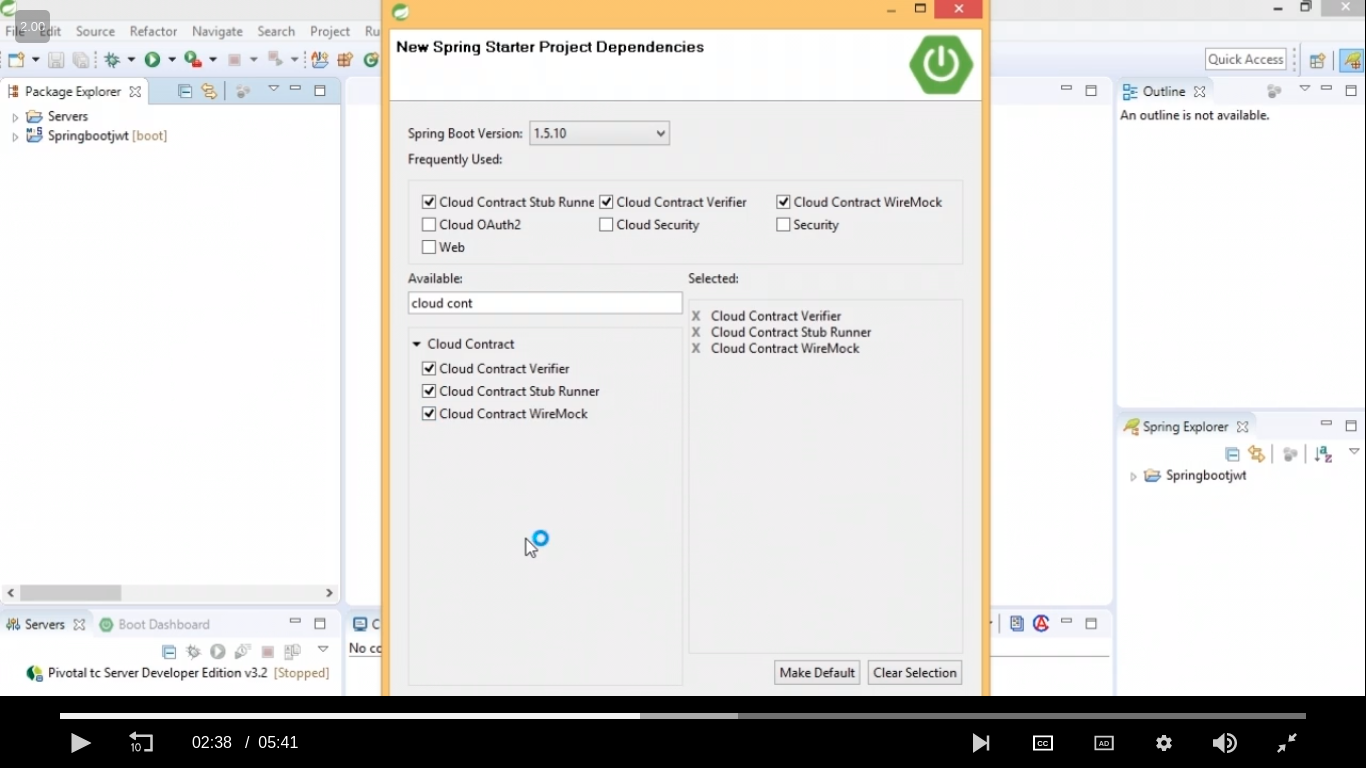 2.00
File Edit Source Refactor Navigate Search Project Ru
Quick Access
New Spring Starter Project Dependencies
Package Explorer
Servers
Springbootjwt [boot]
Spring Boot Version: 1.5.10
Frequently Used:
Cloud Contract Stub Runne Cloud Contract Verifier Cloud Contract WireMock
Cloud OAuth2 Cloud Security Security
Web
Available:
cloud cont
Cloud Contract
Cloud Contract Verifier
Cloud Contract Stub Runner
Cloud Contract WireMock
Selected:
X Cloud Contract Verifier
X Cloud Contract Stub Runner
X Cloud Contract WireMock
Make Default Clear Selection
Outline
An outline is not available.
Spring Explorer
Springbootjwt
Servers Boot Dashboard
Pivotal tc Server Developer Edition v3.2 [Stopped]
C
No co
10 02:38 / 05:41 CC AD